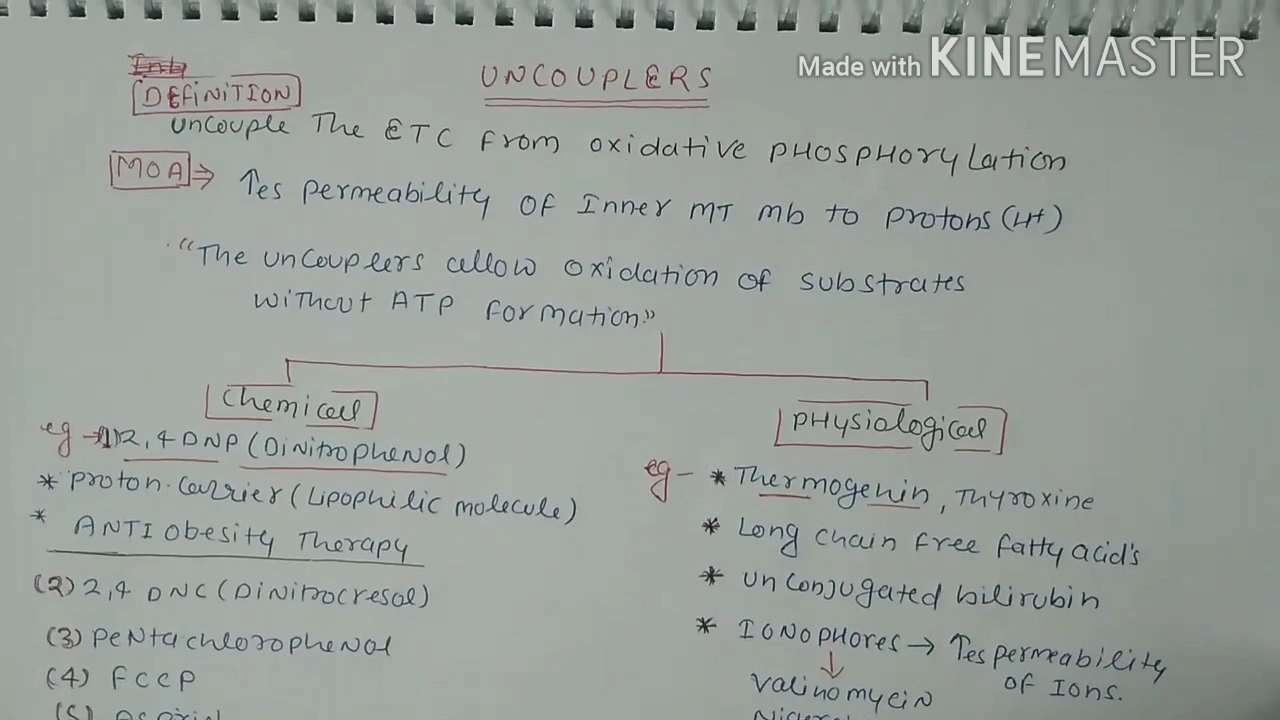 Made with KINEMASTER
UNCOUPLERS
DEFINITION
Uncouple The ETC From oxidative PHOSPHorylation
MOA ⇒ ↑es permeability OF Inner MT mb to Protons (H+)
"The uncouplers allow oxidation of substrates
without ATP formation"
Chemical
eg → 1) 2,4 DNP (Dinitrophenol)
* Proton carrier (Lipophilic molecule)
* ANTI Obesity Therapy
(2) 2,4 DNC (Dinitrocresol)
(3) Pentachlorophenol
(4) FCCP
(5) Aspirin
PHysiological
eg - * Thermogenin, Thyroxine
* Long chain free fatty acid's
* Unconjugated bilirubin
* IONOPHORES → ↑es permeability
of Ions.
↓
Valinomycin